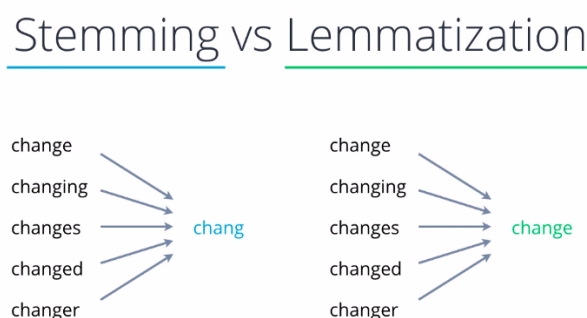 Stemming vs Lemmatization
change
changing
changes
changed
changer
chang
change
changing
changes
changed
changer
change